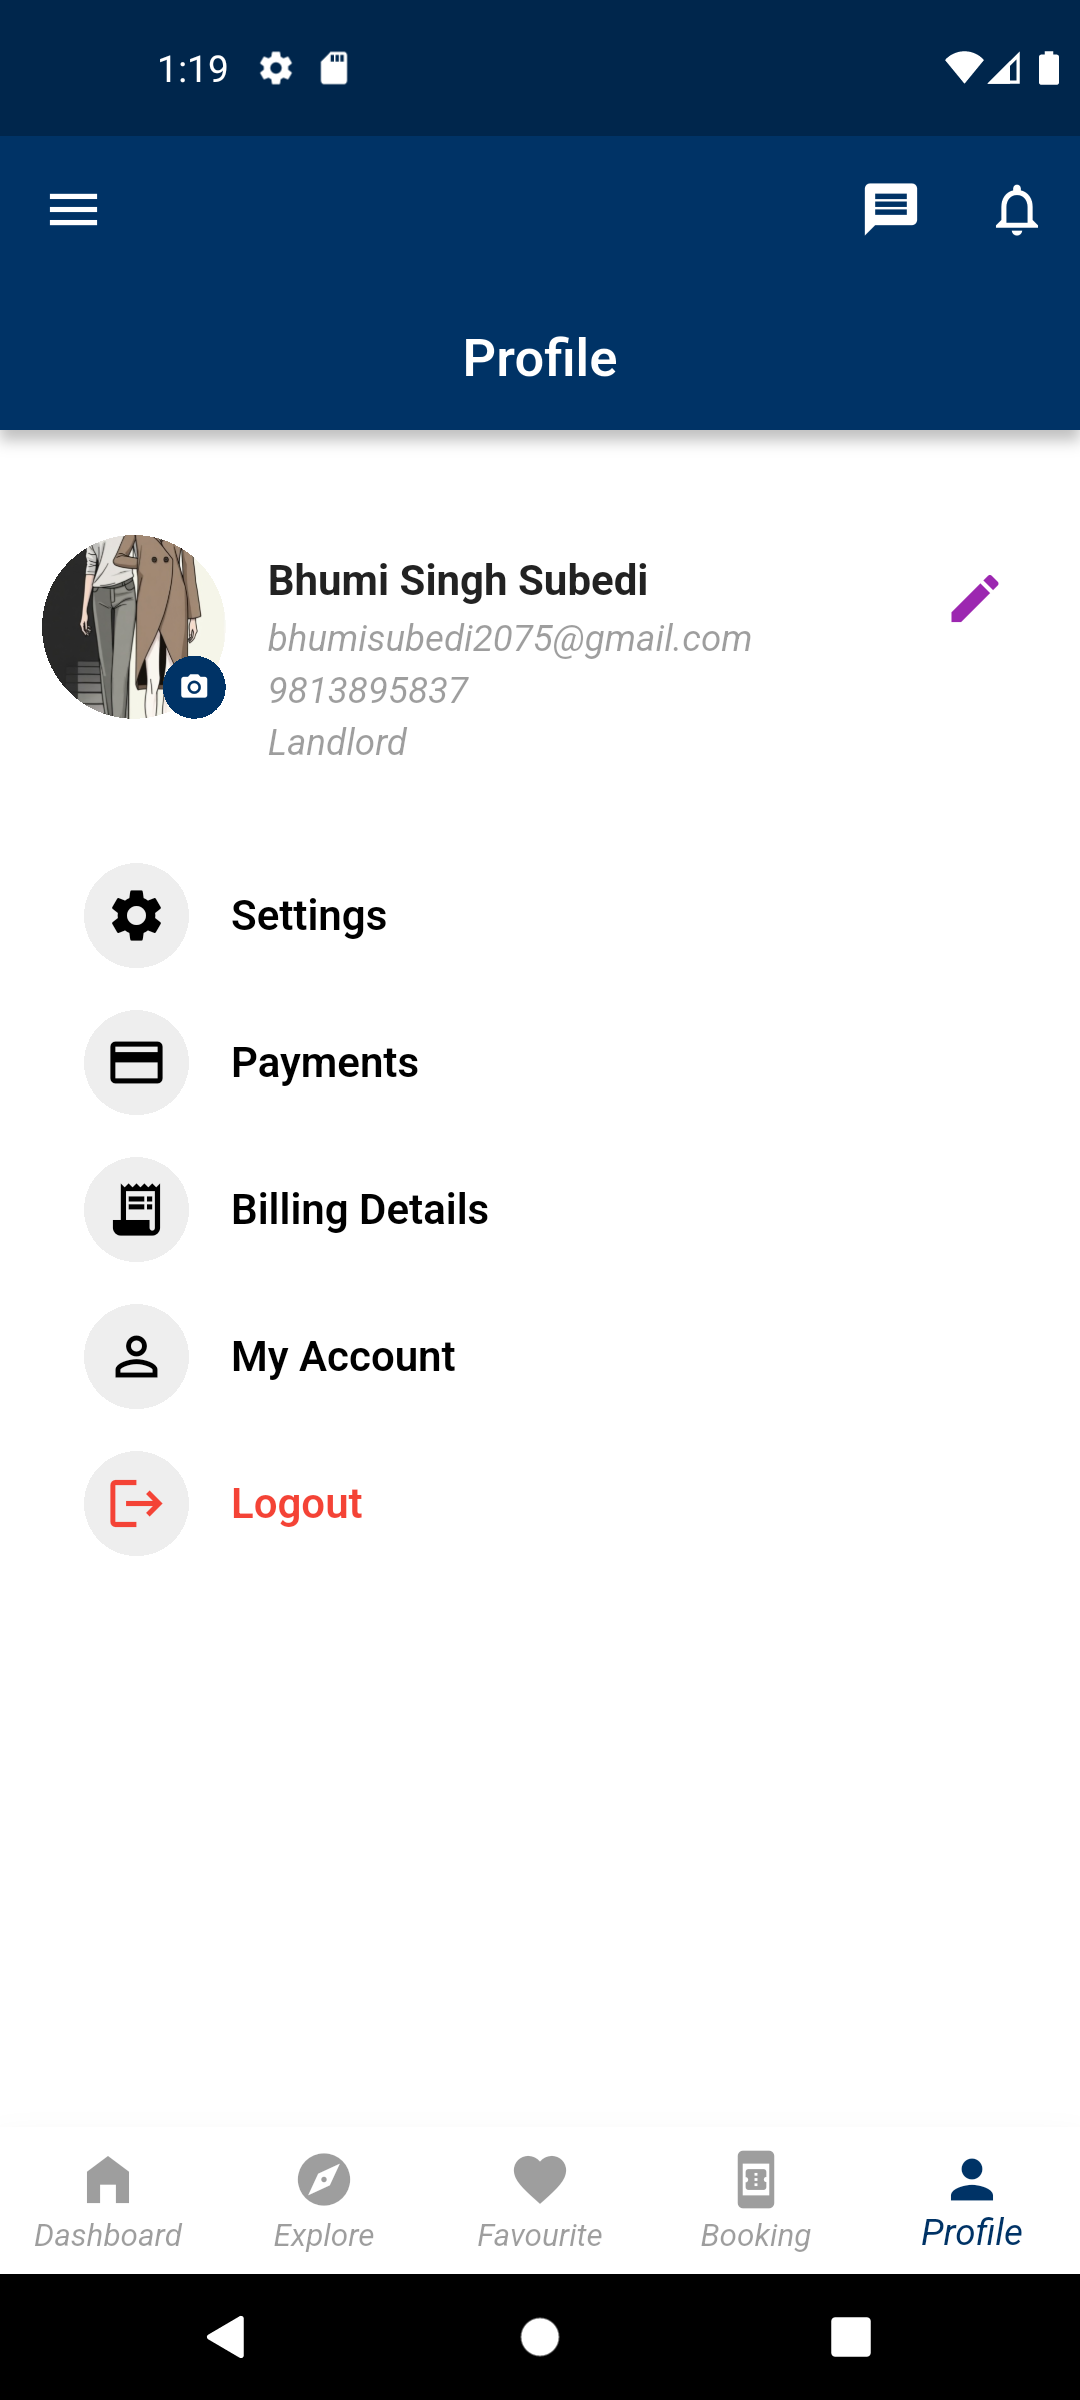 1:19
Profile
Bhumi Singh Subedi
bhumisubedi2075@gmail.com
9813895837
Landlord
Settings
Payments
Billing Details
My Account
Logout
Dashboard
Explore
Favourite
Booking
Profile